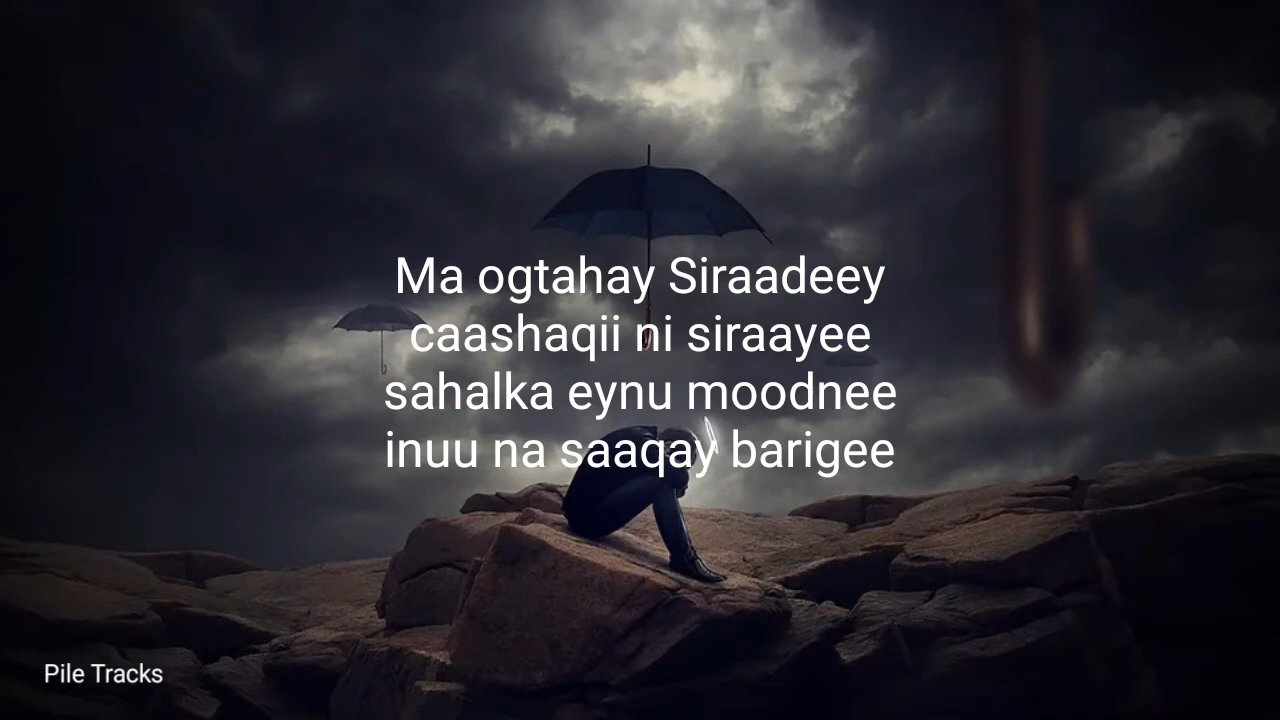 Ma ogtahay Siraadeey
caashaqii ni siraayee
sahalka eynu moodnee
inuu na saaqay barigee
Pile Tracks